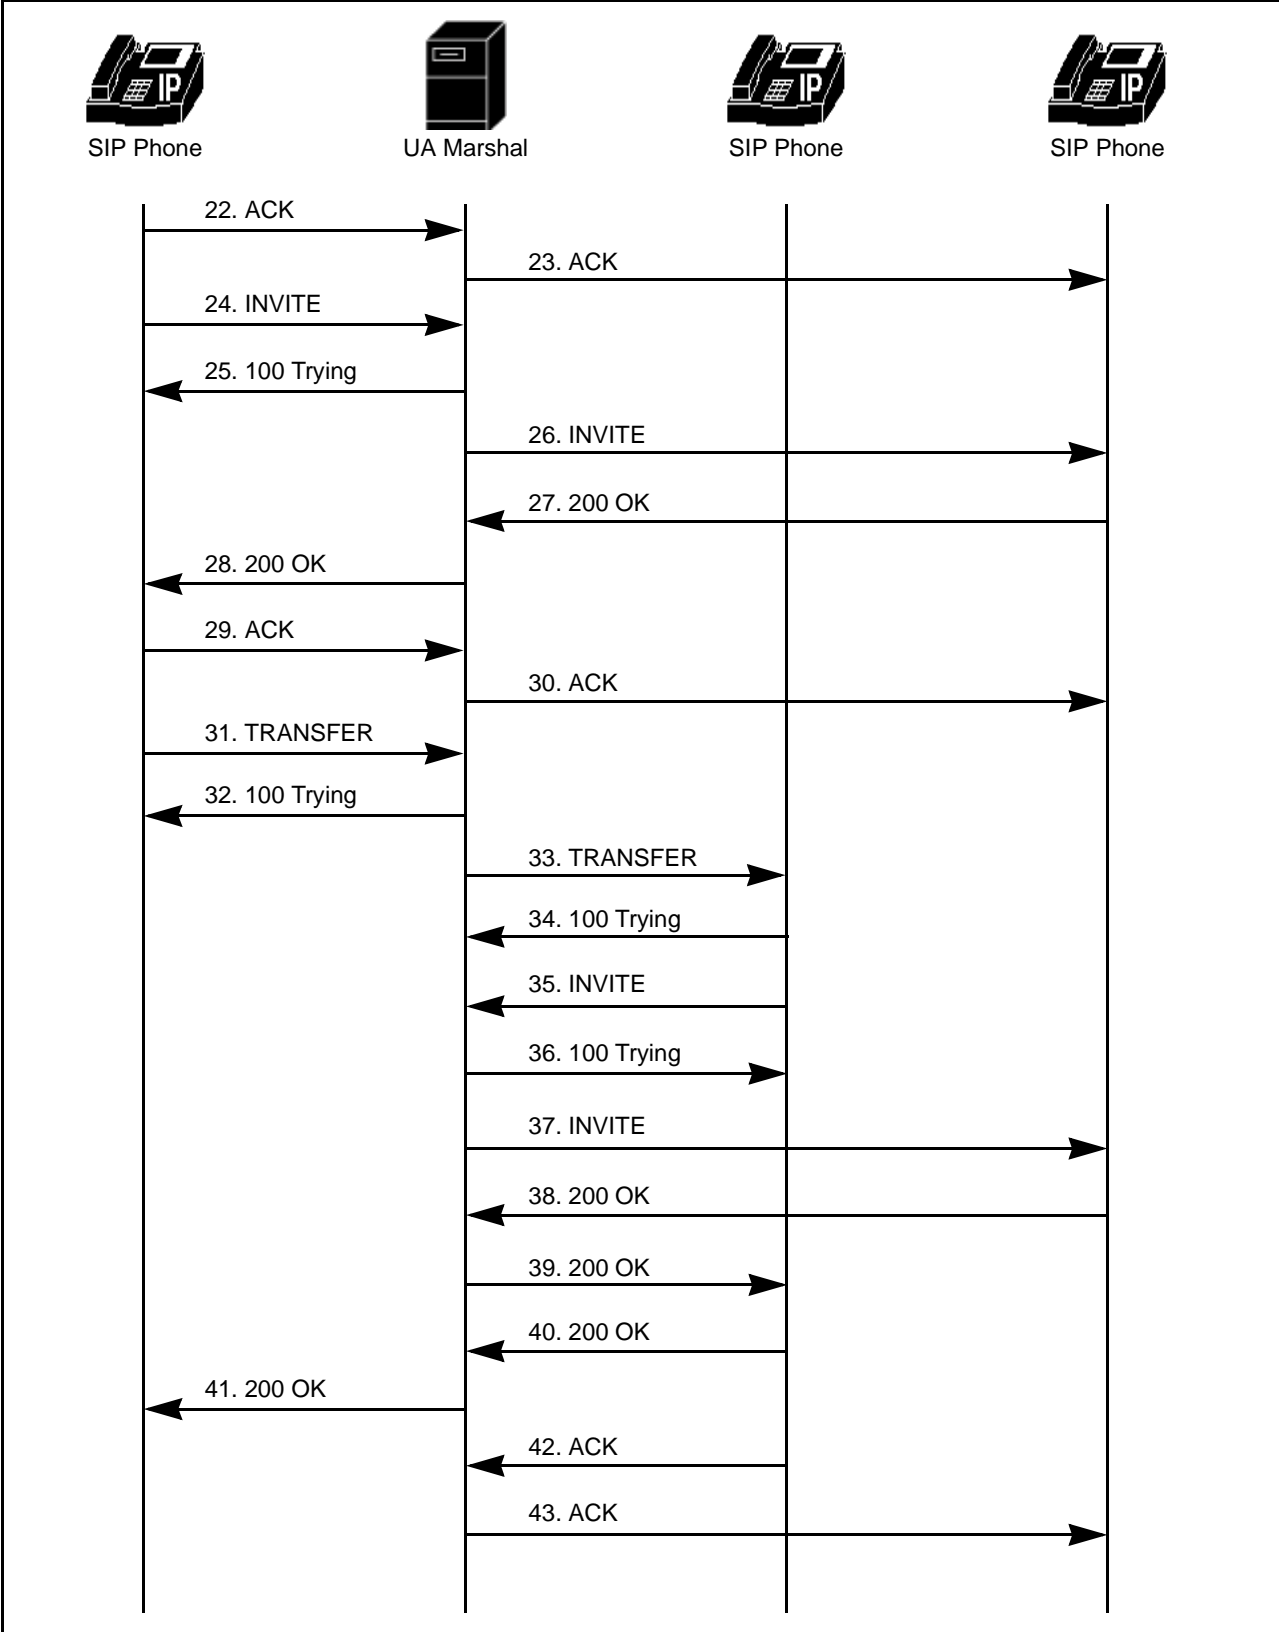 IP
IP
IP
SIP Phone
UA Marshal
SIP Phone
SIP Phone
22. ACK
23. ACK
24. INVITE
25. 100 Trying
26. INVITE
27. 200 OK
28. 200 OK
29. ACK
30. ACK
31. TRANSFER
32. 100 Trying
33. TRANSFER
34. 100 Trying
35. INVITE
36. 100 Trying
37. INVITE
38. 200 OK
39. 200 OK
40. 200 OK
41. 200 OK
42. ACK
43. ACK